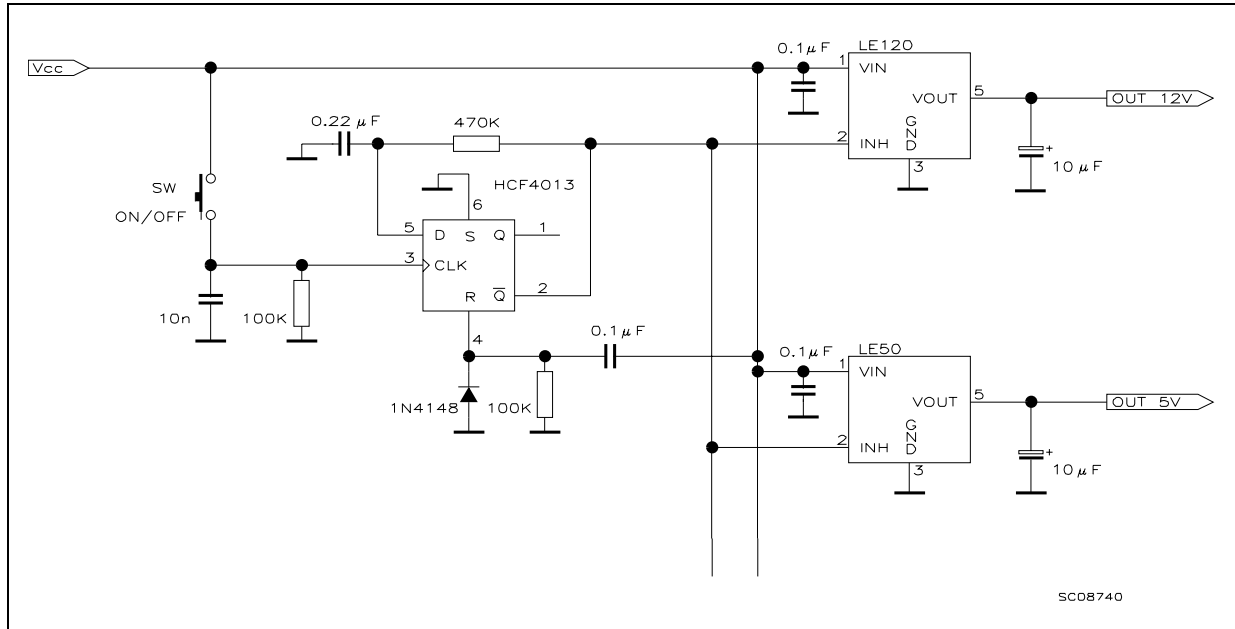 Vcc
SW
ON/OFF
10n
100K
0.22 µF
470K
HCF4013
6
5
D
S
Q
1
3
CLK
R
Q̅
2
4
1N4148
100K
0.1µF
0.1µF
LE120
1
VIN
VOUT
5
2
INH
GND
3
OUT 12V
+
10µF
0.1µF
LE50
1
VIN
VOUT
5
2
INH
GND
3
OUT 5V
+
10µF
SC08740